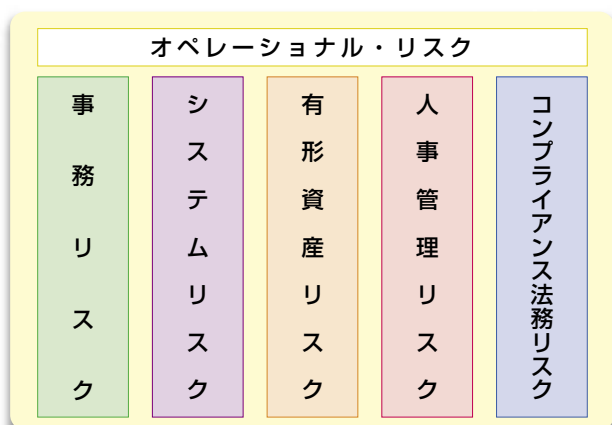 オペレーショナル・リスク
事務リスク
システムリスク
有形資産リスク
人事管理リスク
コンプライアンス法務リスク